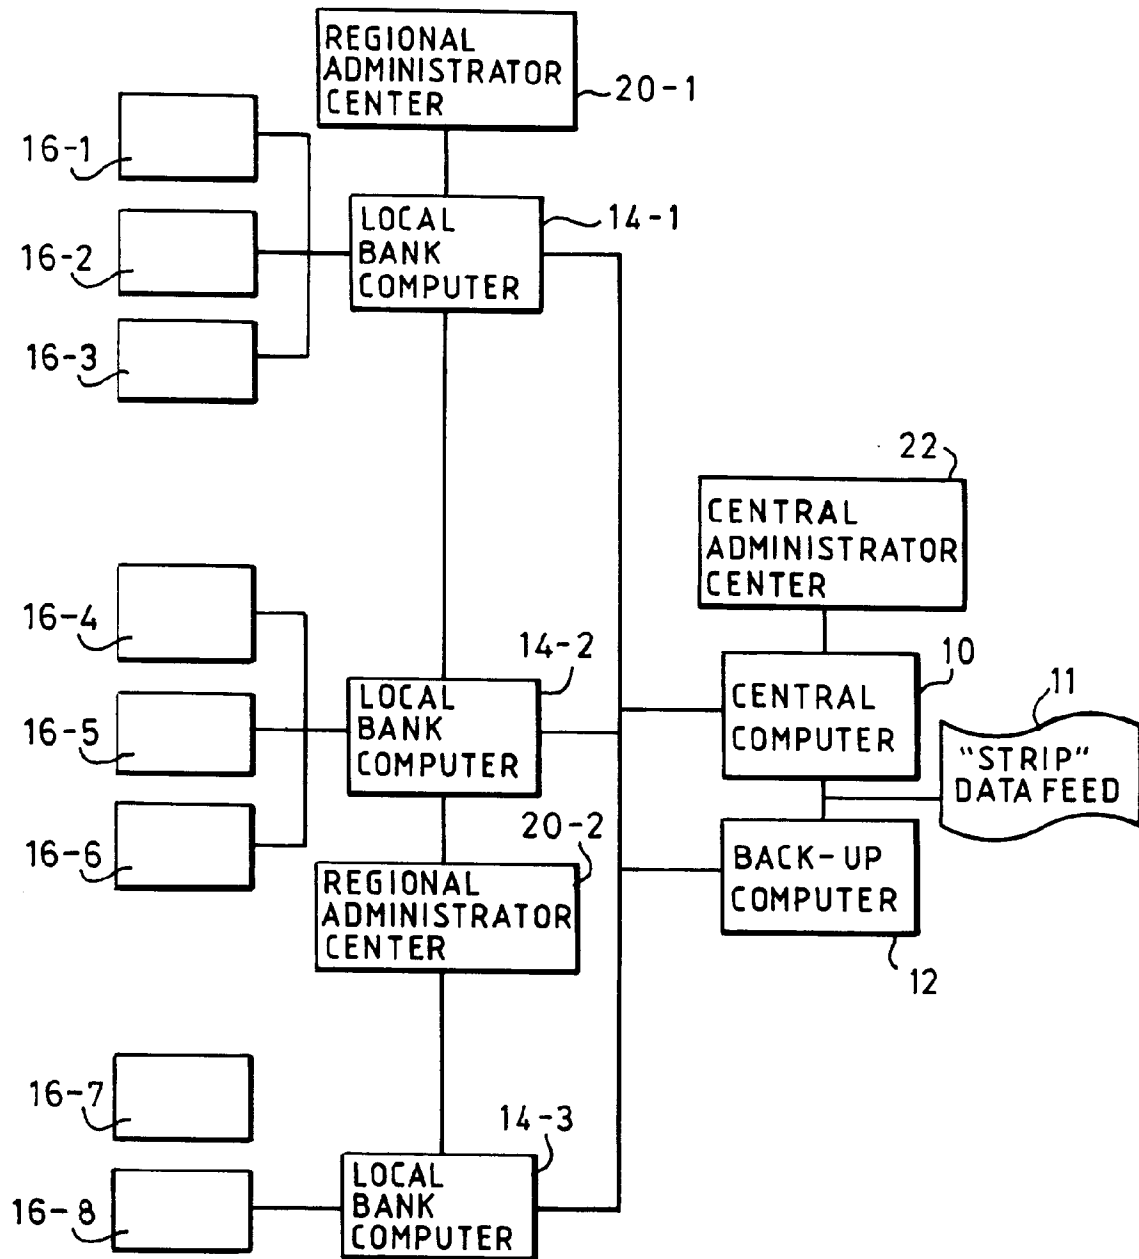 REGIONAL
ADMINISTRATOR
CENTER
20-1
16-1
16-2
16-3
LOCAL
BANK
COMPUTER
14-1
22
CENTRAL
ADMINISTRATOR
CENTER
16-4
16-5
16-6
14-2
LOCAL
BANK
COMPUTER
10
CENTRAL
COMPUTER
11
"STRIP"
DATA FEED
20-2
REGIONAL
ADMINISTRATOR
CENTER
BACK-UP
COMPUTER
12
16-7
16-8
14-3
LOCAL
BANK
COMPUTER